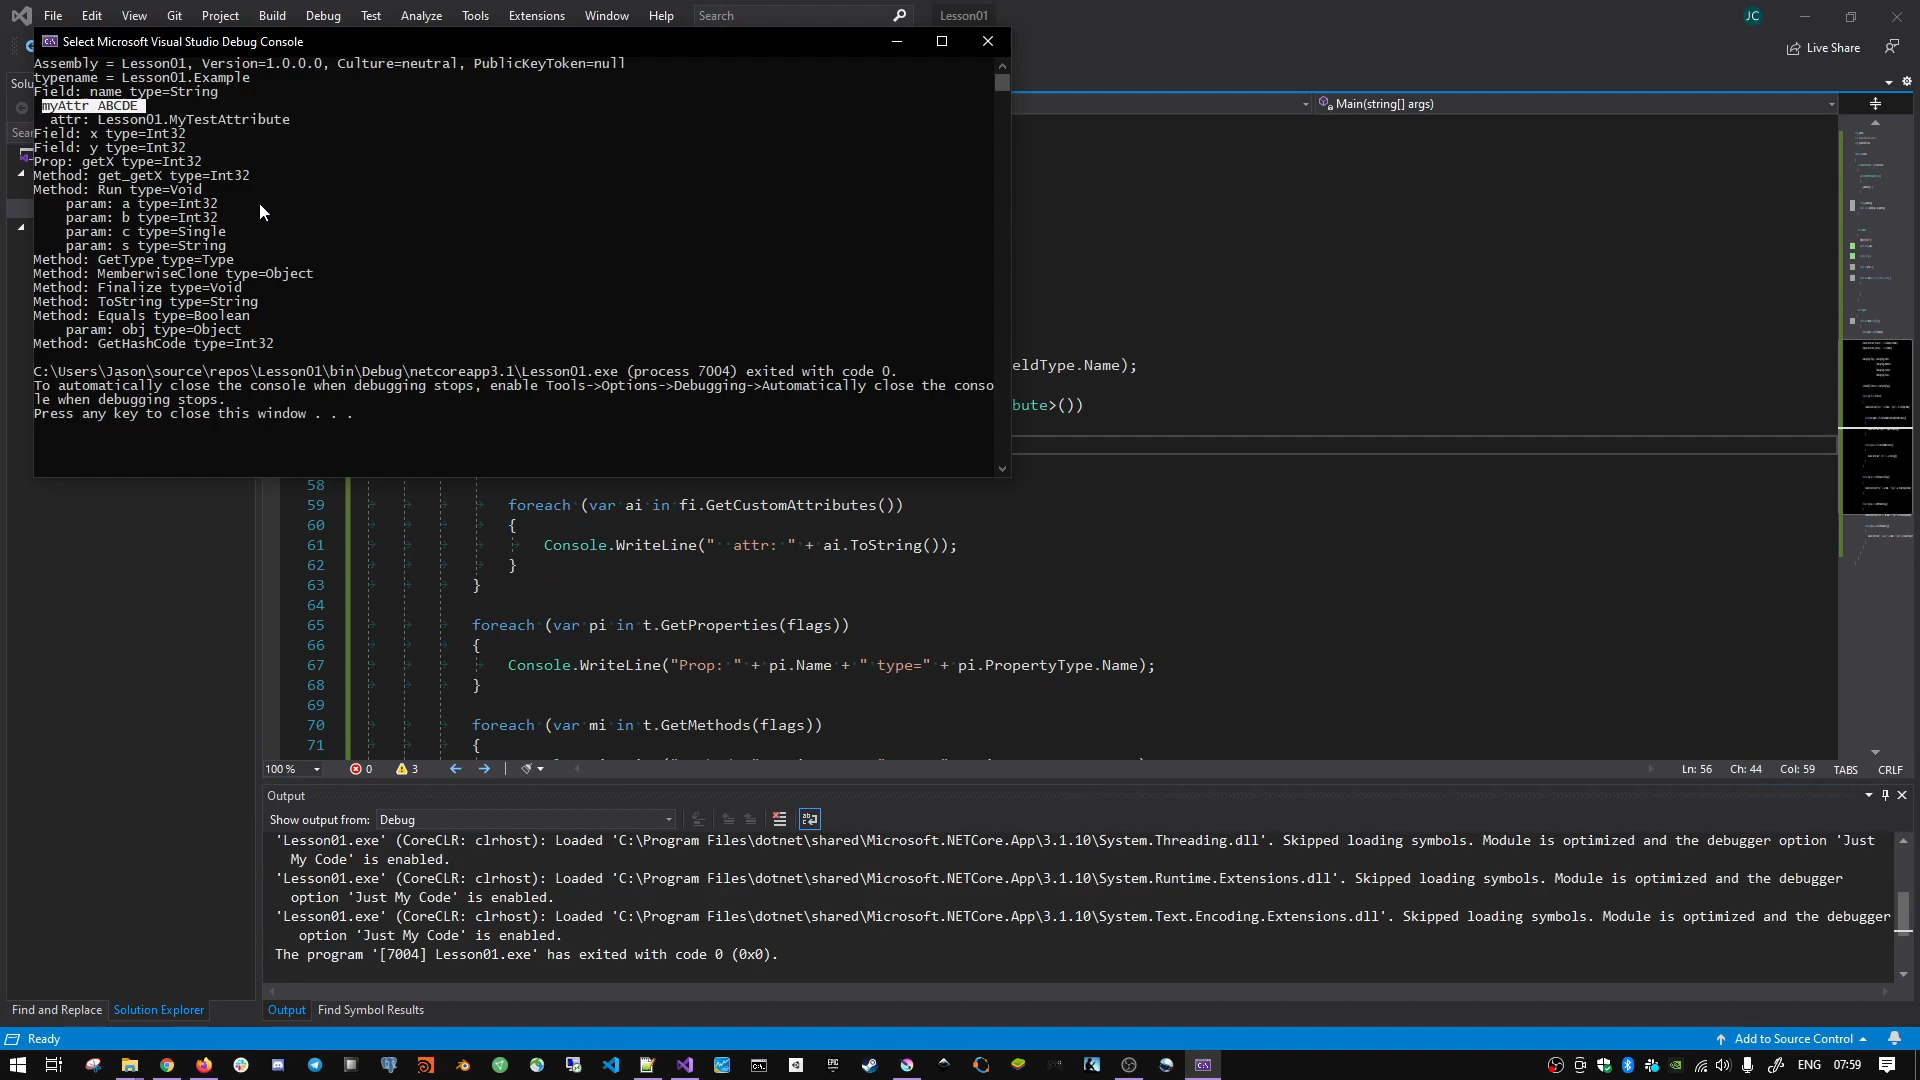 File Edit View Git Project Build Debug Test Analyze Tools Extensions Window Help Search Lesson01 JC
Live Share
Select Microsoft Visual Studio Debug Console
Assembly = Lesson01, Version=1.0.0.0, Culture=neutral, PublicKeyToken=null
typename = Lesson01.Example
Field: name type=String
myAttr ABCDE
attr: Lesson01.MyTestAttribute
Field: x type=Int32
Field: y type=Int32
Prop: getX type=Int32
Method: get_getX type=Int32
Method: Run type=Void
param: a type=Int32
param: b type=Int32
param: c type=Single
param: s type=String
Method: GetType type=Type
Method: MemberwiseClone type=Object
Method: Finalize type=Void
Method: ToString type=String
Method: Equals type=Boolean
param: obj type=Object
Method: GetHashCode type=Int32
C:\Users\Jason\source\repos\Lesson01\bin\Debug\netcoreapp3.1\Lesson01.exe (process 7004) exited with code 0.
To automatically close the console when debugging stops, enable Tools->Options->Debugging->Automatically close the conso
le when debugging stops.
Press any key to close this window . . .
Solu
Sear
Main(string[] args)
eldType.Name);
bute>())
58
59 foreach (var ai in fi.GetCustomAttributes())
60 {
61 Console.WriteLine("  attr: " + ai.ToString());
62 }
63 }
64
65 foreach (var pi in t.GetProperties(flags))
66 {
67 Console.WriteLine("Prop: " + pi.Name + " type=" + pi.PropertyType.Name);
68 }
69
70 foreach (var mi in t.GetMethods(flags))
71 {
100 % 0 3 Ln: 56 Ch: 44 Col: 59 TABS CRLF
Output
Show output from: Debug
'Lesson01.exe' (CoreCLR: clrhost): Loaded 'C:\Program Files\dotnet\shared\Microsoft.NETCore.App\3.1.10\System.Threading.dll'. Skipped loading symbols. Module is optimized and the debugger option 'Just
My Code' is enabled.
'Lesson01.exe' (CoreCLR: clrhost): Loaded 'C:\Program Files\dotnet\shared\Microsoft.NETCore.App\3.1.10\System.Runtime.Extensions.dll'. Skipped loading symbols. Module is optimized and the debugger
option 'Just My Code' is enabled.
'Lesson01.exe' (CoreCLR: clrhost): Loaded 'C:\Program Files\dotnet\shared\Microsoft.NETCore.App\3.1.10\System.Text.Encoding.Extensions.dll'. Skipped loading symbols. Module is optimized and the debugger
option 'Just My Code' is enabled.
The program '[7004] Lesson01.exe' has exited with code 0 (0x0).
Find and Replace Solution Explorer Output Find Symbol Results
Ready Add to Source Control
ENG 07:59